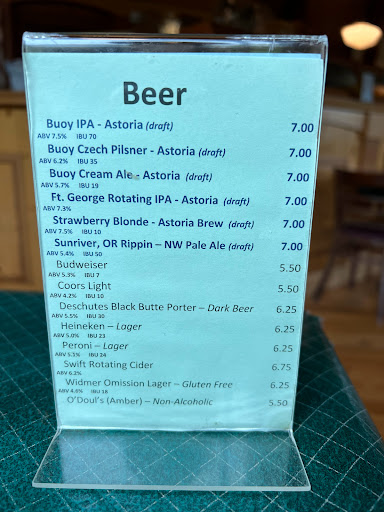 Beer
Buoy IPA - Astoria (draft) 7.00
ABV 7.5% IBU 70
Buoy Czech Pilsner - Astoria (draft) 7.00
ABV 6.2% IBU 35
Buoy Cream Ale - Astoria (draft) 7.00
ABV 5.7% IBU 19
Ft. George Rotating IPA - Astoria (draft) 7.00
ABV 7.3%
Strawberry Blonde - Astoria Brew (draft) 7.00
ABV 7.5% IBU 10
Sunriver, OR Rippin – NW Pale Ale (draft) 7.00
ABV 5.4% IBU 50
Budweiser 5.50
ABV 5.3% IBU 7
Coors Light 5.50
ABV 4.2% IBU 10
Deschutes Black Butte Porter – Dark Beer 6.25
ABV 5.5% IBU 30
Heineken – Lager 6.25
ABV 5.0% IBU 23
Peroni – Lager 6.25
ABV 5.1% IBU 24
Swift Rotating Cider 6.75
ABV 6.2%
Widmer Omission Lager – Gluten Free 6.25
ABV 4.6% IBU 18
O'Doul's (Amber) – Non-Alcoholic 5.50